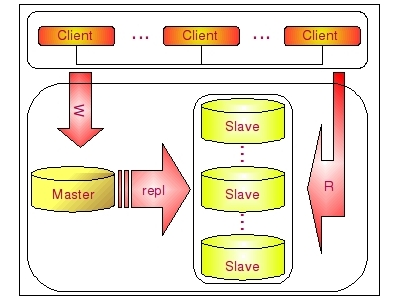 Client ... Client ... Client
W
Slave
Master
repl
Slave
R
Slave